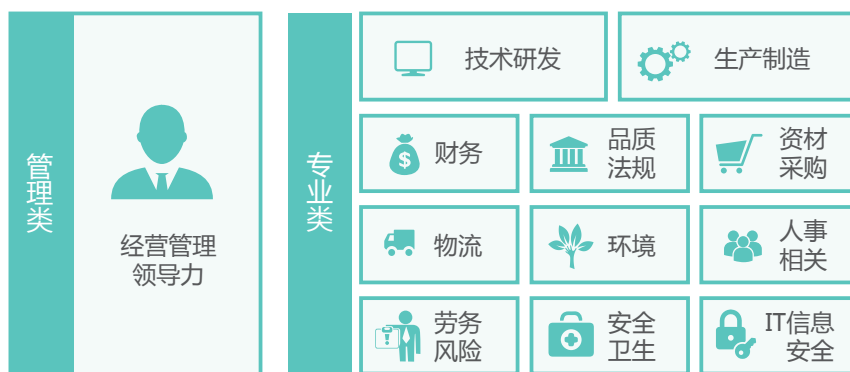 管理类
经营管理
领导力
专业类
技术研发
生产制造
$
财务
品质
法规
资材
采购
物流
环境
人事
相关
劳务
风险
安全
卫生
IT信息
安全